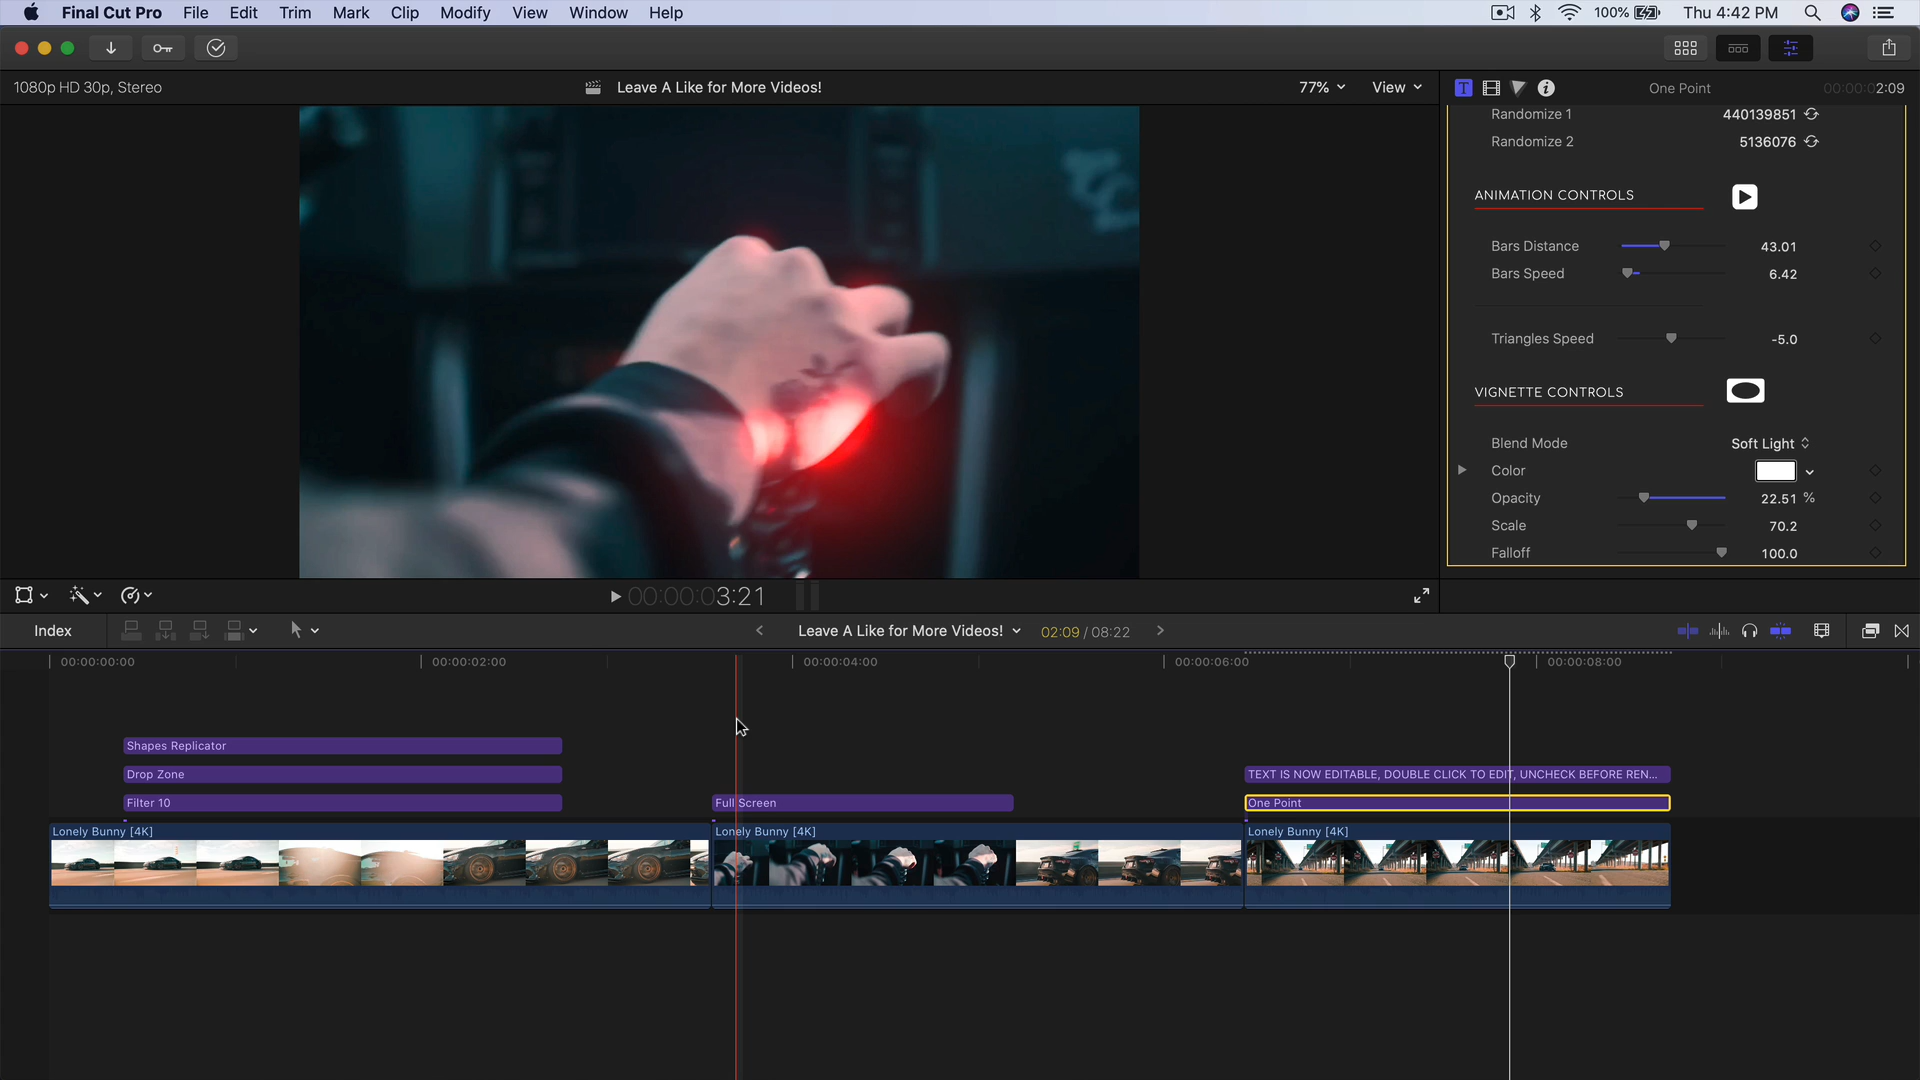 Final Cut Pro File Edit Trim Mark Clip Modify View Window Help 100% Thu 4:42 PM
1080p HD 30p, Stereo Leave A Like for More Videos! 77% View T i One Point 00:00:02:09
Randomize 1 440139851
Randomize 2 5136076
ANIMATION CONTROLS
Bars Distance 43.01
Bars Speed 6.42
Triangles Speed -5.0
VIGNETTE CONTROLS
Blend Mode Soft Light
Color
Opacity 22.51 %
Scale 70.2
Falloff 100.0
00:00:03:21
Index Leave A Like for More Videos! 02:09 / 08:22
00:00:00:00 00:00:02:00 00:00:04:00 00:00:06:00 00:00:08:00
Shapes Replicator
Drop Zone TEXT IS NOW EDITABLE, DOUBLE CLICK TO EDIT, UNCHECK BEFORE REN...
Filter 10 Full Screen One Point
Lonely Bunny [4K] Lonely Bunny [4K] Lonely Bunny [4K]